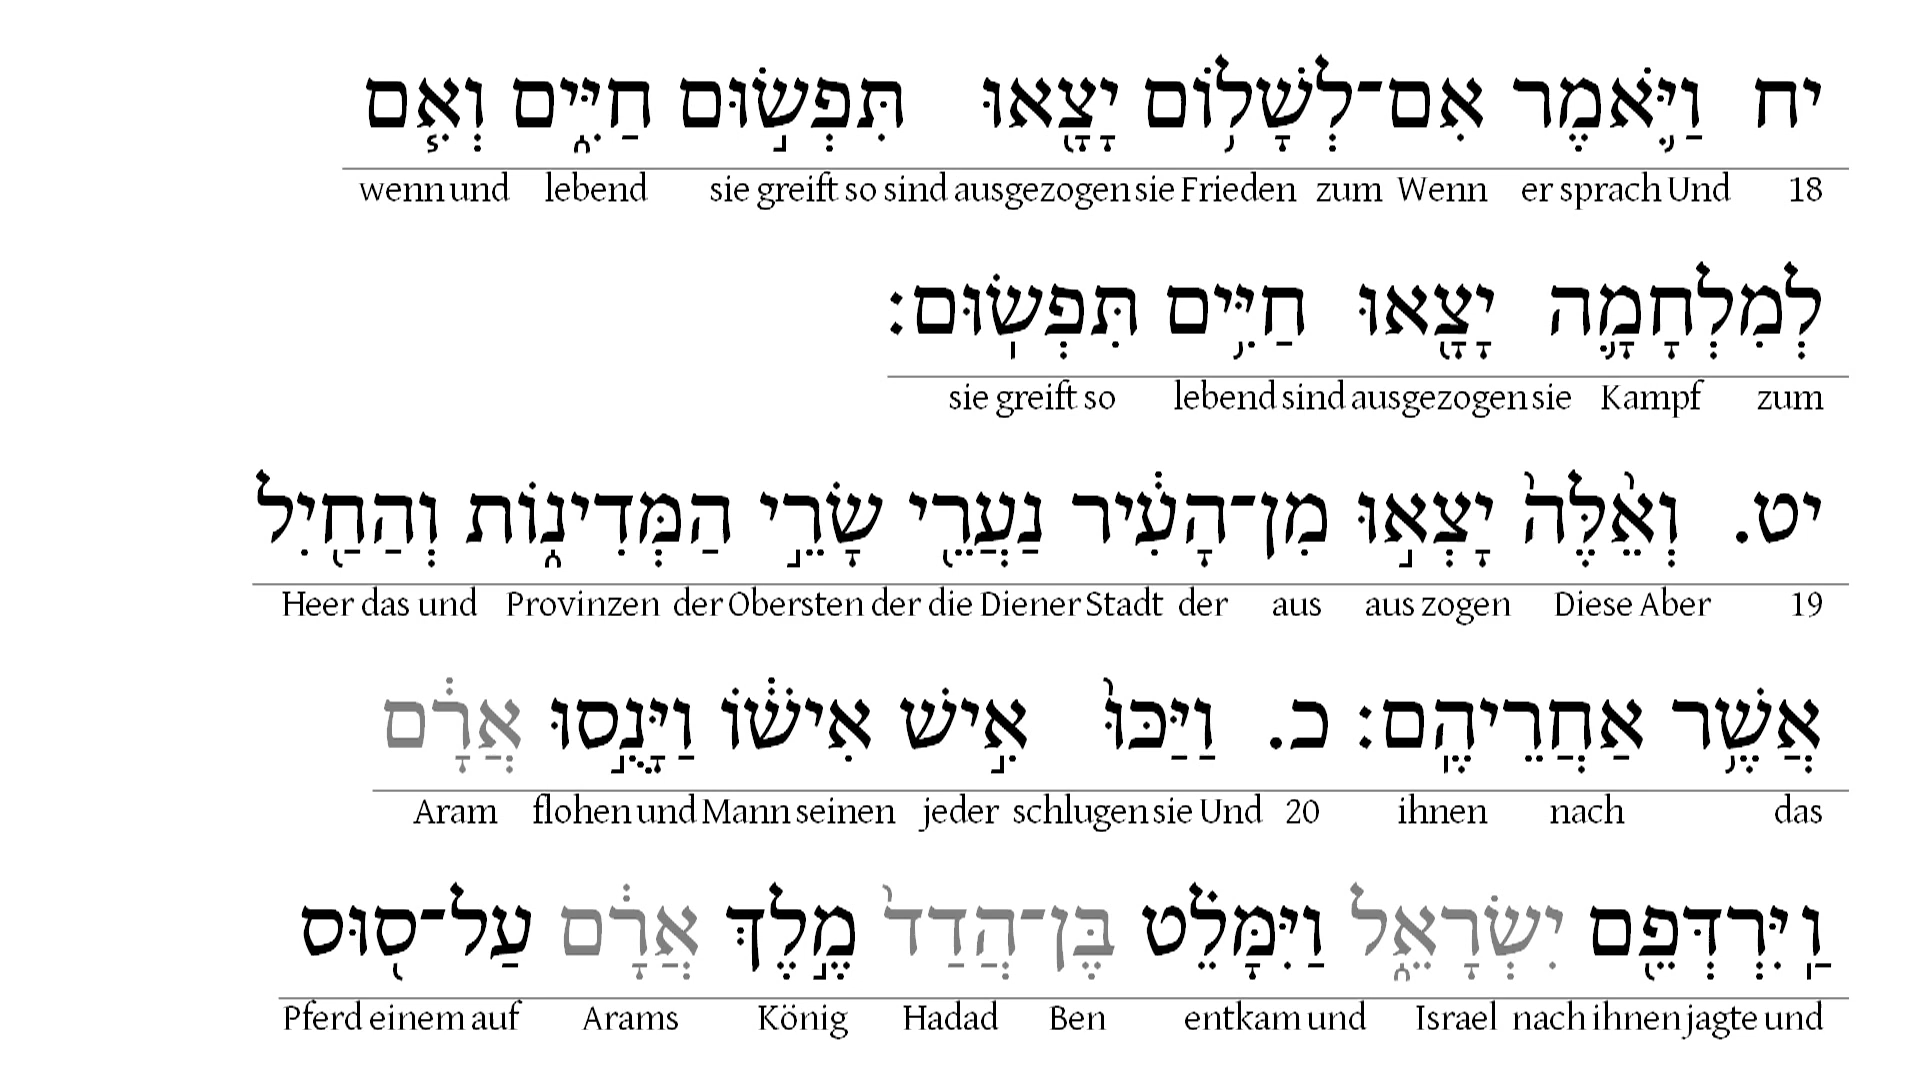 יח וַיֹּ֛אמֶר אִם־לְשָׁל֥וֹם יָצָ֖אוּ תִּפְשׂ֣וּם חַיִּ֑ים וְאִ֧ם
wenn und lebend sie greift so sind ausgezogen sie Frieden zum Wenn er sprach Und 18
לְמִלְחָמָ֛ה יָצָ֖אוּ חַיִּ֥ים תִּפְשֽׂוּם׃
sie greift so lebend sind ausgezogen sie Kampf zum
יט. וְאֵ֨לֶּה֙ יָצְא֣וּ מִן־הָעִ֔יר נַעֲרֵ֖י שָׂרֵ֣י הַמְּדִינ֑וֹת וְהַחַ֖יִל
Heer das und Provinzen der Obersten der die Diener Stadt der aus aus zogen Diese Aber 19
אֲשֶׁ֥ר אַחֲרֵיהֶֽם׃ כ. וַיַּכּוּ֙ אִ֣ישׁ אִישׁ֔וֹ וַיָּנֻ֣סוּ אֲרָ֔ם
Aram flohen und Mann seinen jeder schlugen sie Und 20 ihnen nach das
וַֽיִּרְדְּפֵ֖ם יִשְׂרָאֵ֑ל וַיִּמָּלֵ֗ט בֶּן־הֲדַד֙ מֶ֣לֶךְ אֲרָ֔ם עַל־ס֖וּס
Pferd einem auf Arams König Hadad Ben entkam und Israel nach ihnen jagte und